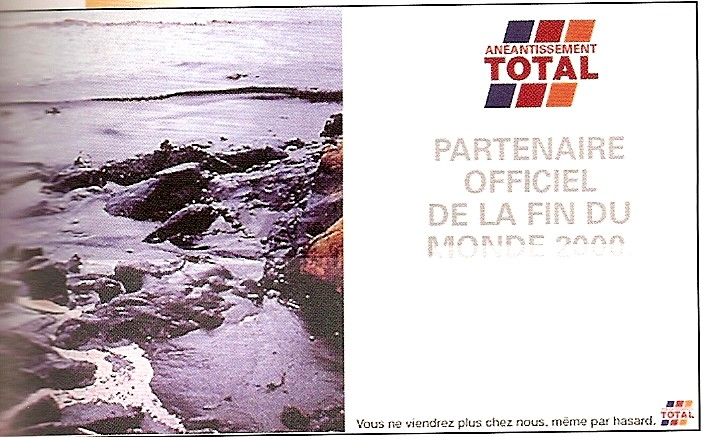 ANÉANTISSEMENT
TOTAL
PARTENAIRE
OFFICIEL
DE LA FIN DU
MONDE 2000
Vous ne viendrez plus chez nous, même par hasard.
TOTAL